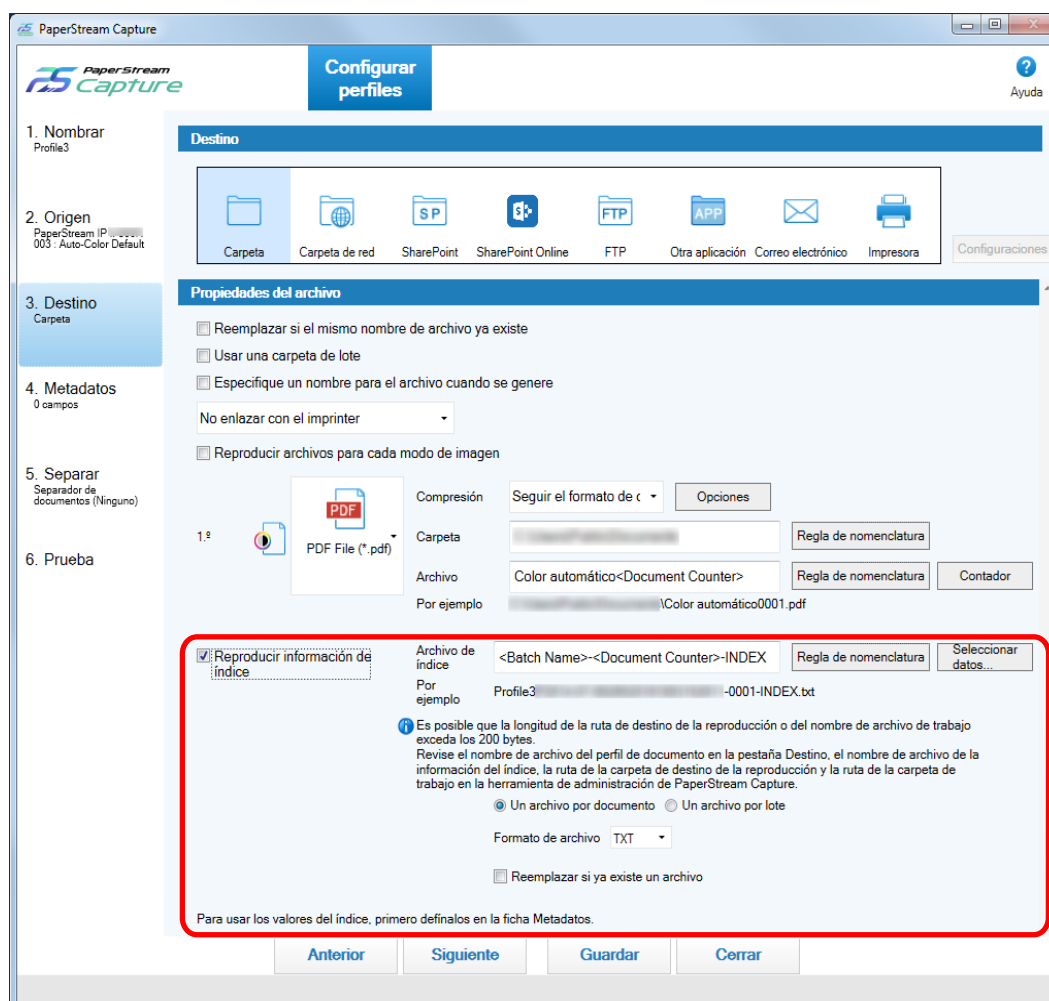 PaperStream Capture
PaperStream
Capture
Configurar
perfiles
Ayuda
1. Nombrar
Profile3
2. Origen
PaperStream IP
003 : Auto-Color Default
3. Destino
Carpeta
4. Metadatos
0 campos
5. Separar
Separador de
documentos (Ninguno)
6. Prueba
Destino
SP
FTP
APP
Carpeta
Carpeta de red
SharePoint
SharePoint Online
FTP
Otra aplicación
Correo electrónico
Impresora
Configuraciones
Propiedades del archivo
Reemplazar si el mismo nombre de archivo ya existe
Usar una carpeta de lote
Especifique un nombre para el archivo cuando se genere
No enlazar con el imprinter
Reproducir archivos para cada modo de imagen
1.º
PDF
PDF File (*.pdf)
Compresión
Seguir el formato de c
Opciones
Carpeta
Regla de nomenclatura
Archivo
Color automático<Document Counter>
Regla de nomenclatura
Contador
Por ejemplo
\Color automático0001.pdf
Reproducir información de
índice
Archivo de
índice
<Batch Name>-<Document Counter>-INDEX
Regla de nomenclatura
Seleccionar
datos...
Por
ejemplo
Profile3
-0001-INDEX.txt
Es posible que la longitud de la ruta de destino de la reproducción o del nombre de archivo de trabajo
exceda los 200 bytes.
Revise el nombre de archivo del perfil de documento en la pestaña Destino, el nombre de archivo de la
información del índice, la ruta de la carpeta de destino de la reproducción y la ruta de la carpeta de
trabajo en la herramienta de administración de PaperStream Capture.
Un archivo por documento
Un archivo por lote
Formato de archivo
TXT
Reemplazar si ya existe un archivo
Para usar los valores del índice, primero defínalos en la ficha Metadatos.
Anterior
Siguiente
Guardar
Cerrar